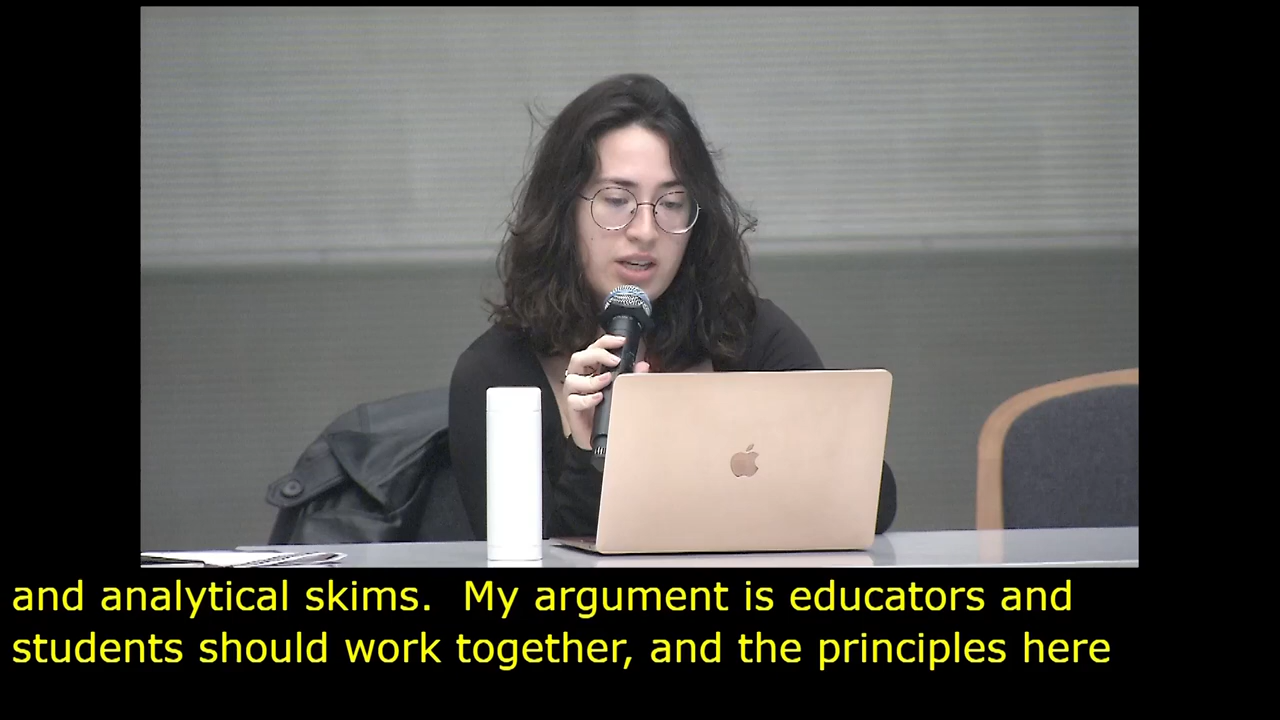 and analytical skims.  My argument is educators and
students should work together, and the principles here